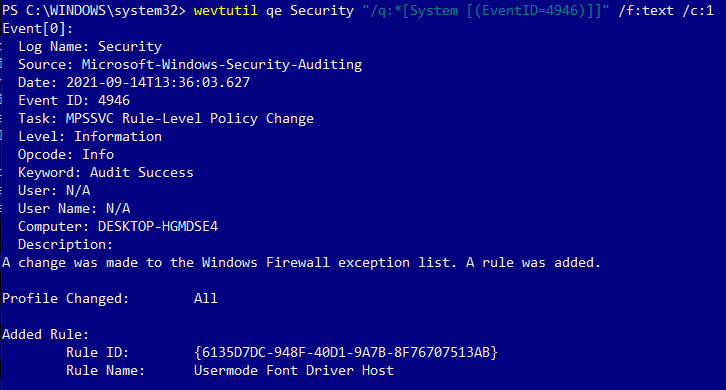 PS C:\WINDOWS\system32> wevtutil qe Security "/q:*[System [(EventID=4946)]]" /f:text /c:1
Event[0]:
  Log Name: Security
  Source: Microsoft-Windows-Security-Auditing
  Date: 2021-09-14T13:36:03.627
  Event ID: 4946
  Task: MPSSVC Rule-Level Policy Change
  Level: Information
  Opcode: Info
  Keyword: Audit Success
  User: N/A
  User Name: N/A
  Computer: DESKTOP-HGMDSE4
  Description:
A change was made to the Windows Firewall exception list. A rule was added.

Profile Changed:        All

Added Rule:
        Rule ID:        {6135D7DC-948F-40D1-9A7B-8F76707513AB}
        Rule Name:      Usermode Font Driver Host